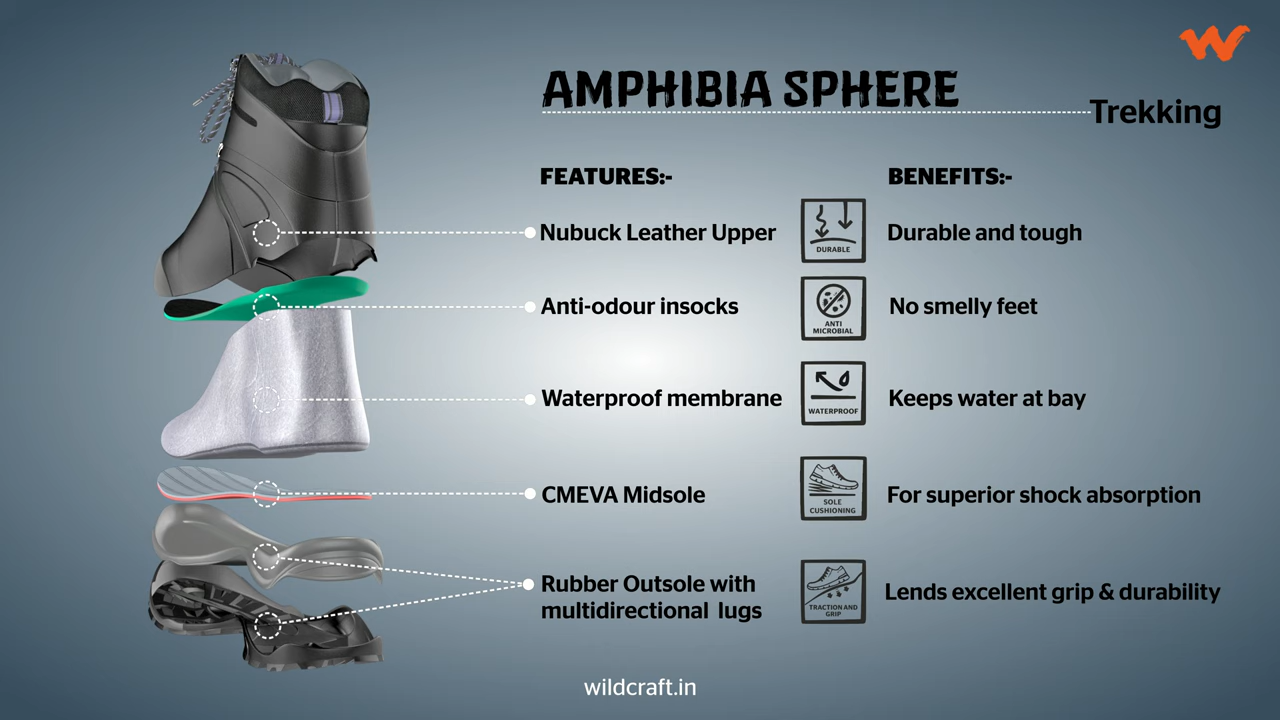 AMPHIBIA SPHERE
Trekking
FEATURES:-
BENEFITS:-
Nubuck Leather Upper
DURABLE
Durable and tough
Anti-odour insocks
ANTI
MICROBIAL
No smelly feet
Waterproof membrane
WATERPROOF
Keeps water at bay
CMEVA Midsole
SOLE
CUSHIONING
For superior shock absorption
Rubber Outsole with
multidirectional lugs
TRACTION AND
GRIP
Lends excellent grip & durability
wildcraft.in